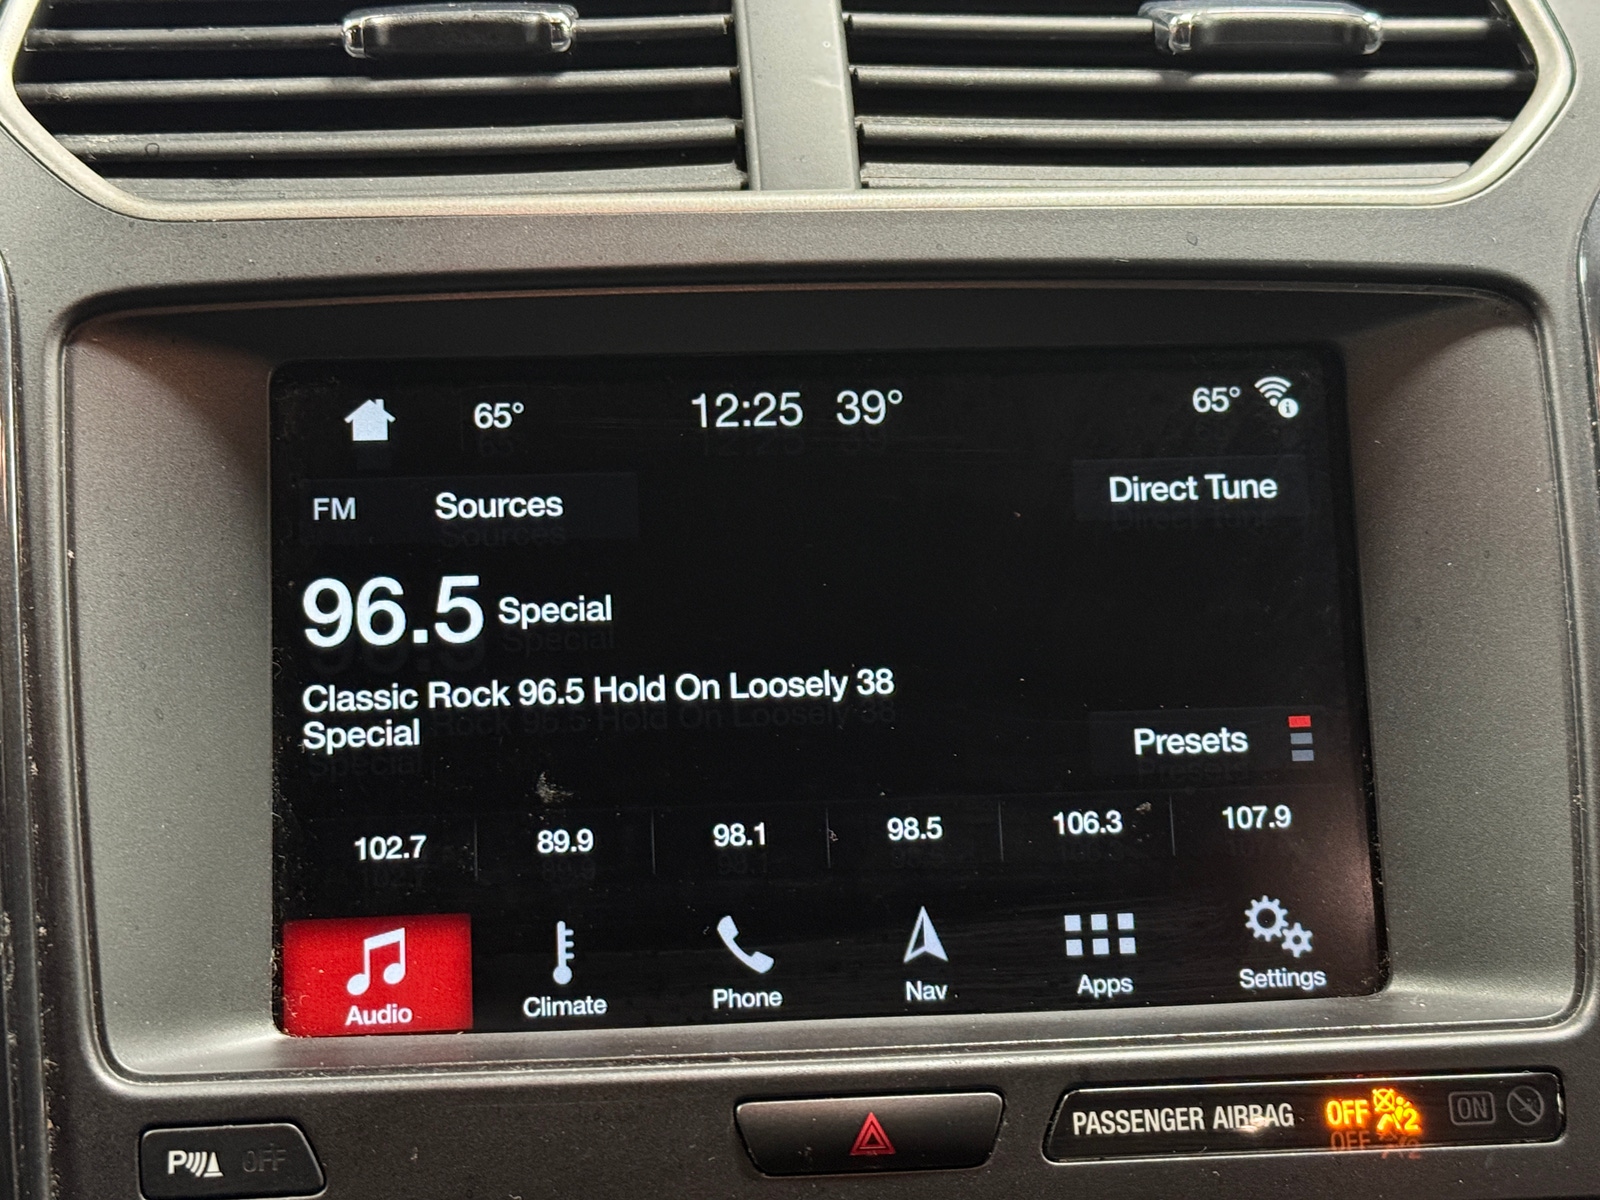 65° 12:25 39° 65°
FM Sources Direct Tune
96.5 Special
Classic Rock 96.5 Hold On Loosely 38
Special
Presets
102.7 89.9 98.1 98.5 106.3 107.9
Audio Climate Phone Nav Apps Settings
PASSENGER AIRBAG OFF 2 ON
P OFF